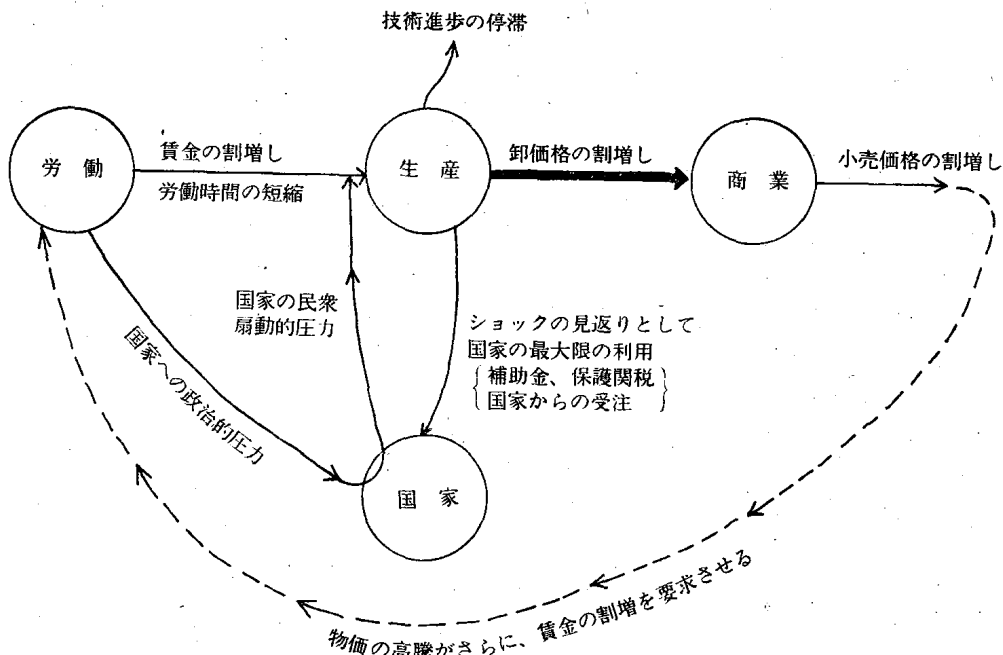 技術進歩の停滞
労働
賃金の割増し
労働時間の短縮
生産
卸価格の割増し
商業
小売価格の割増し
国家の民衆
扇動的圧力
ショックの見返りとして
国家の最大限の利用
補助金、保護関税
国家からの受注
国家への政治的圧力
国家
物価の高騰がさらに、賃金の割増を要求させる